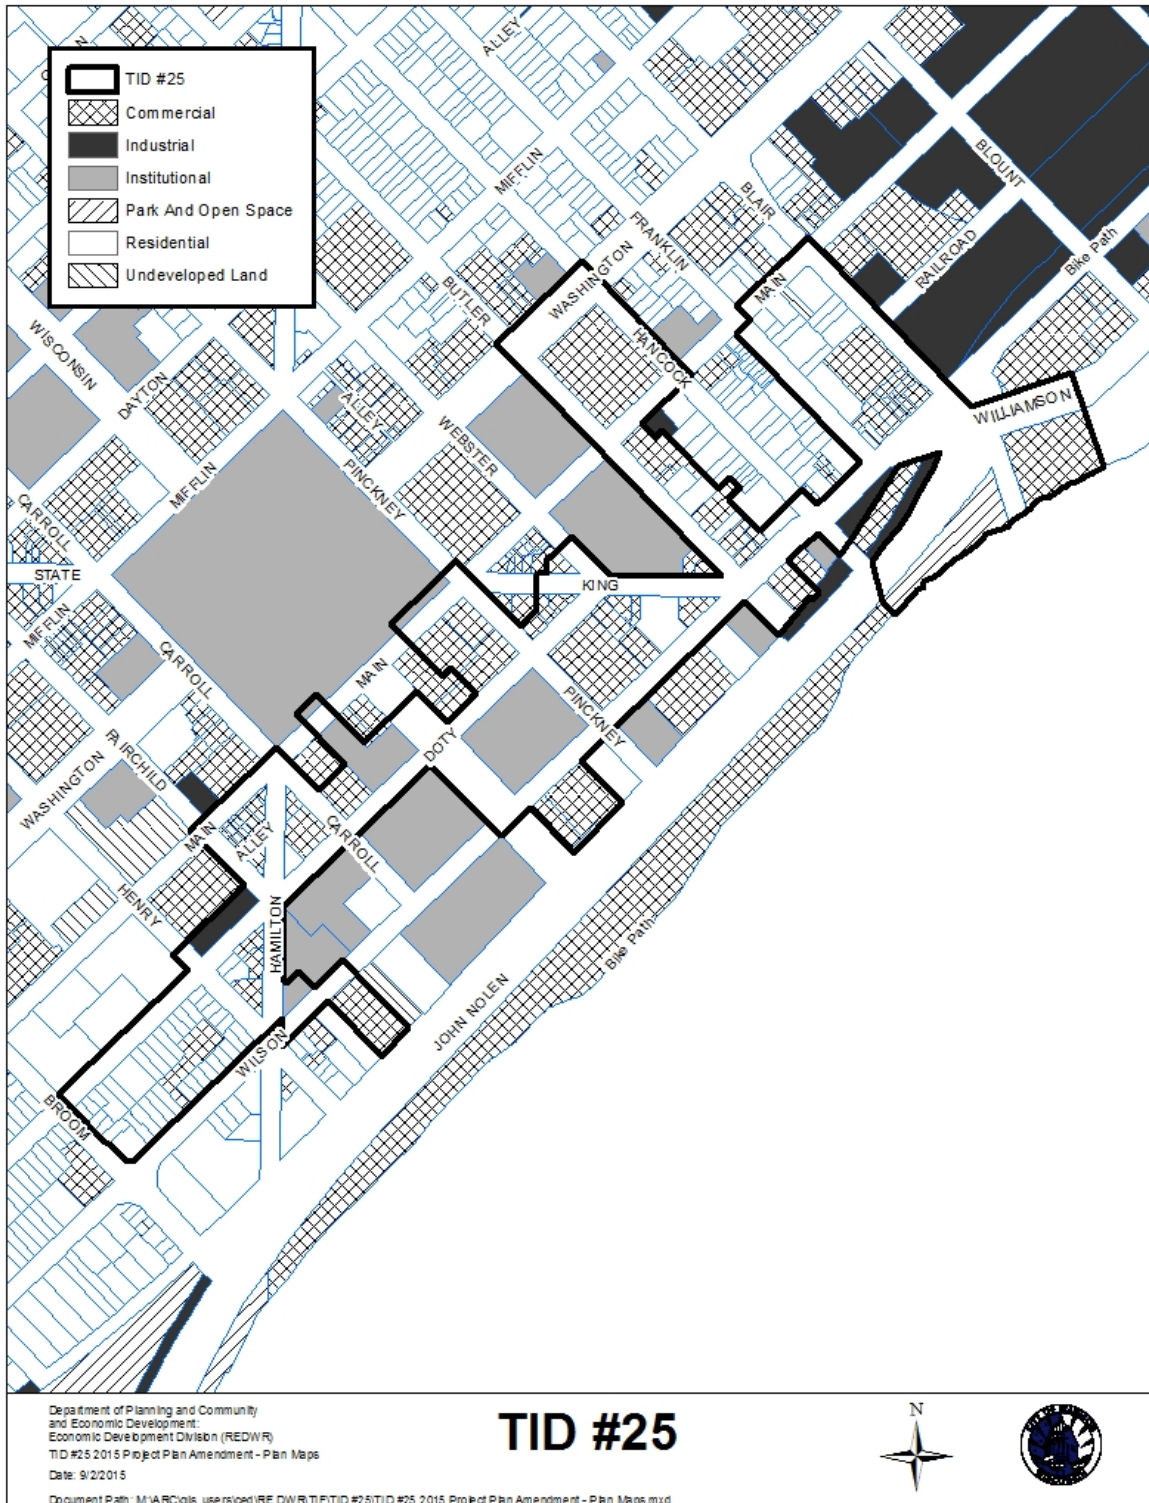 ALLEY
TID #25
Commercial
Industrial
Institutional
Park And Open Space
Residential
Undeveloped Land
MIFFLIN
BLOUNT
BLAIR
FRANKLIN
WASHINGTON
Bike Path
RAILROAD
MAIN
BUTLER
HANCOCK
WISCONSIN
DAYTON
ALLEY
WILLIAMSON
WEBSTER
MIFFLIN
PINCKNEY
CARROLL
STATE
KING
MIFFLIN
CARROLL
MAIN
PINCKNEY
DOTY
FAIRCHILD
WASHINGTON
MAIN
ALLEY
CARROLL
HENRY
HAMILTON
Bike Path
JOHN NOLEN
WILSON
BROOM
Department of Planning and Community
and Economic Development:
Economic Development Division (REDWR)
TID #25 2015 Project Plan Amendment - Plan Maps
Date: 9/2/2015
TID #25
N